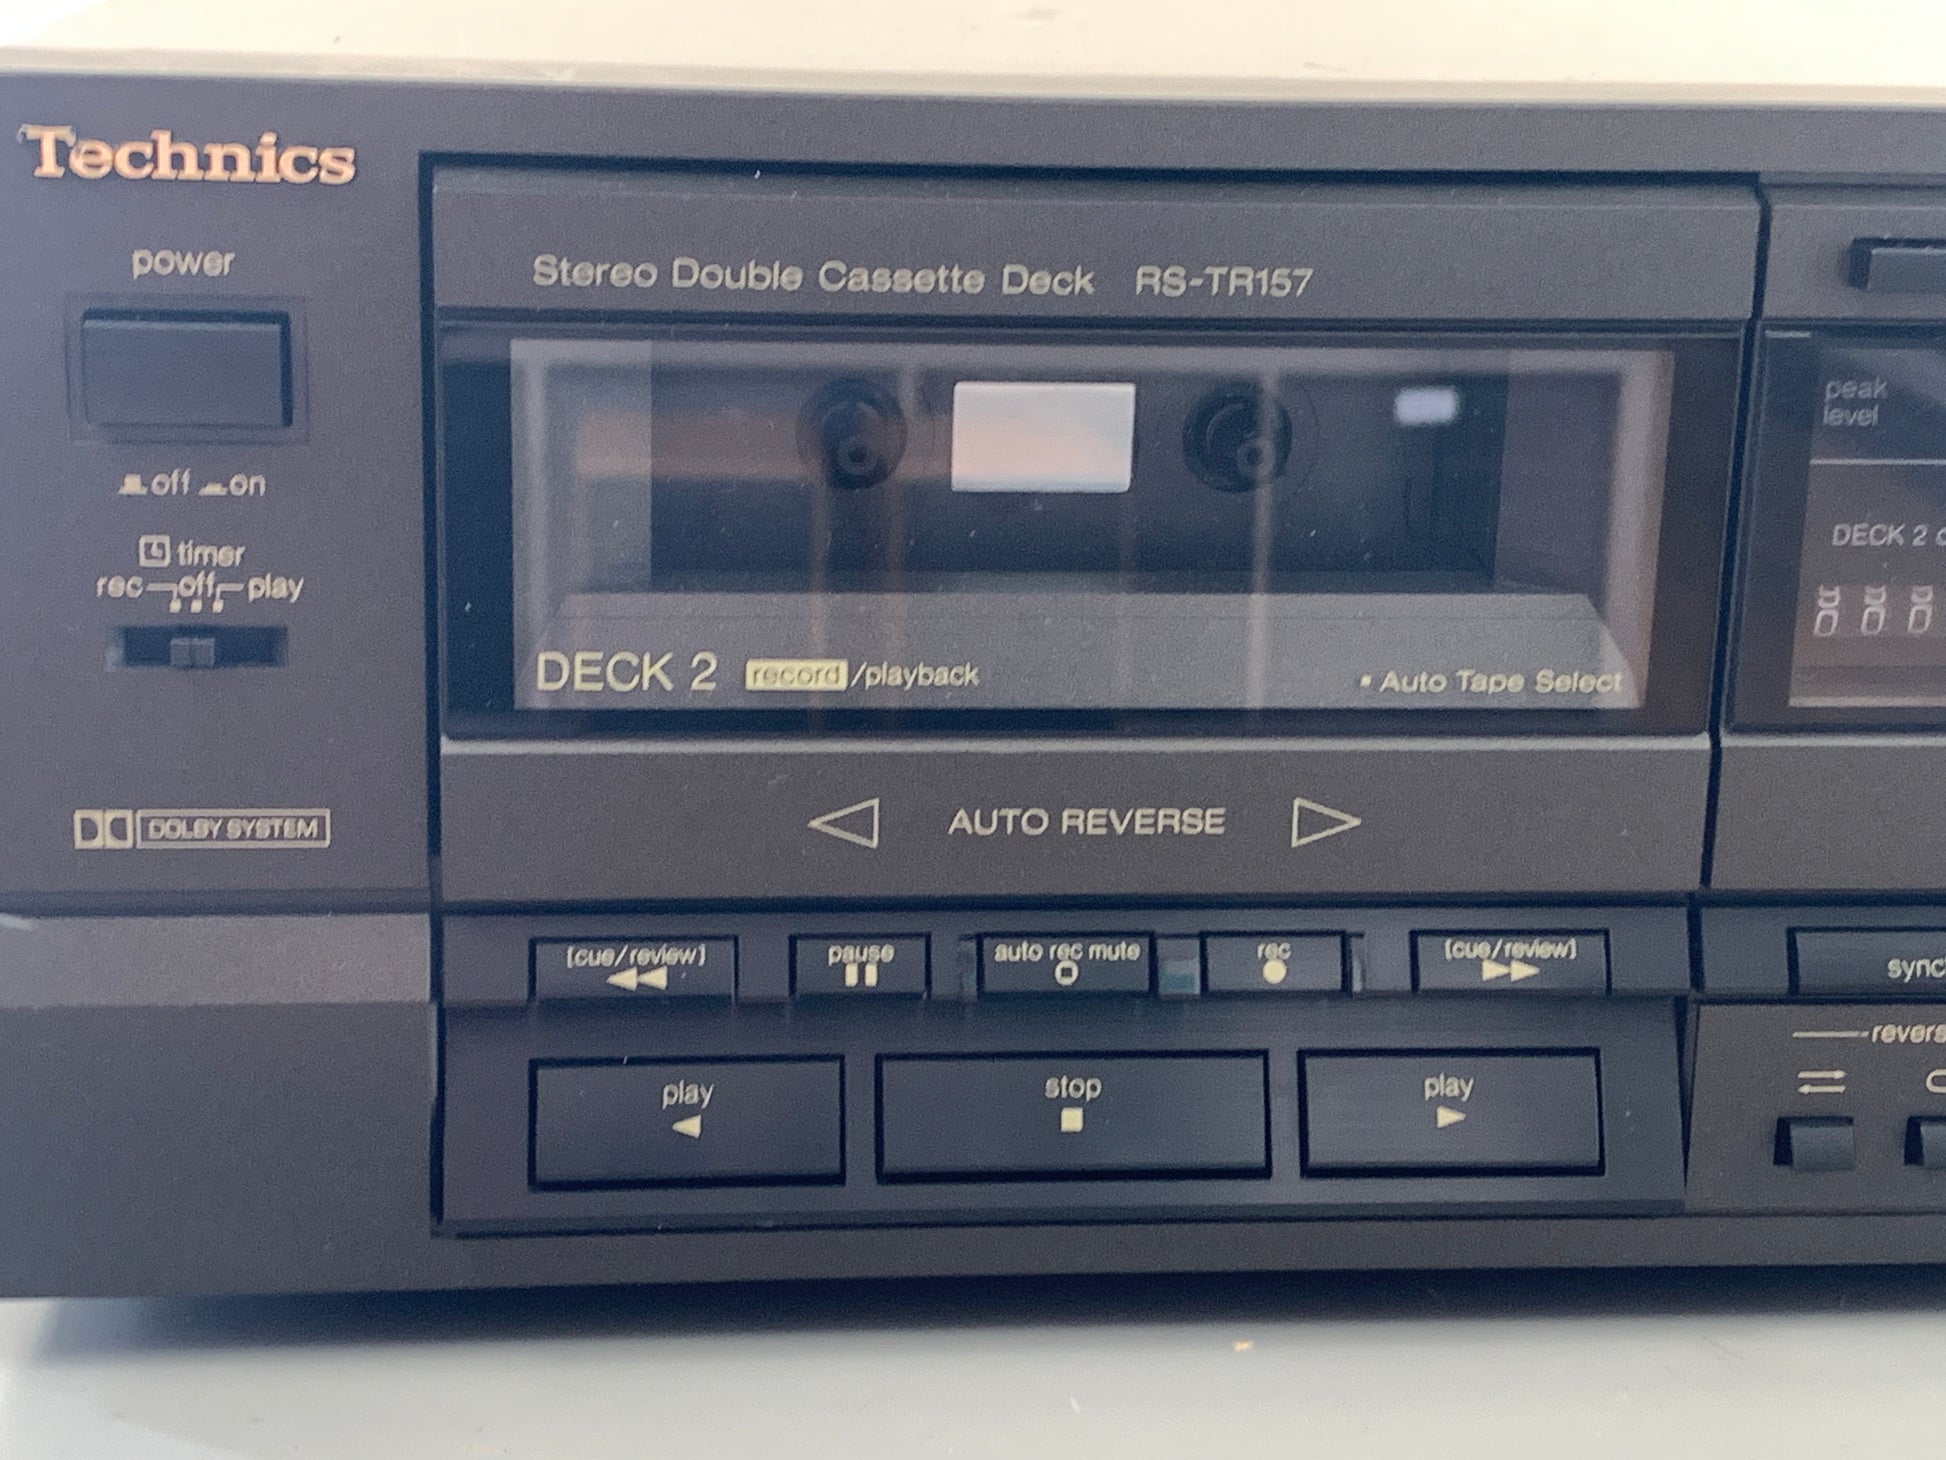 Technics
power
off on
timer
rec off play
DOLBY SYSTEM
Stereo Double Cassette Deck RS-TR157
DECK 2 record/playback
• Auto Tape Select
AUTO REVERSE
[cue/review]
pause
auto rec mute
rec
[cue/review]
play
stop
play
peak
level
DECK 2